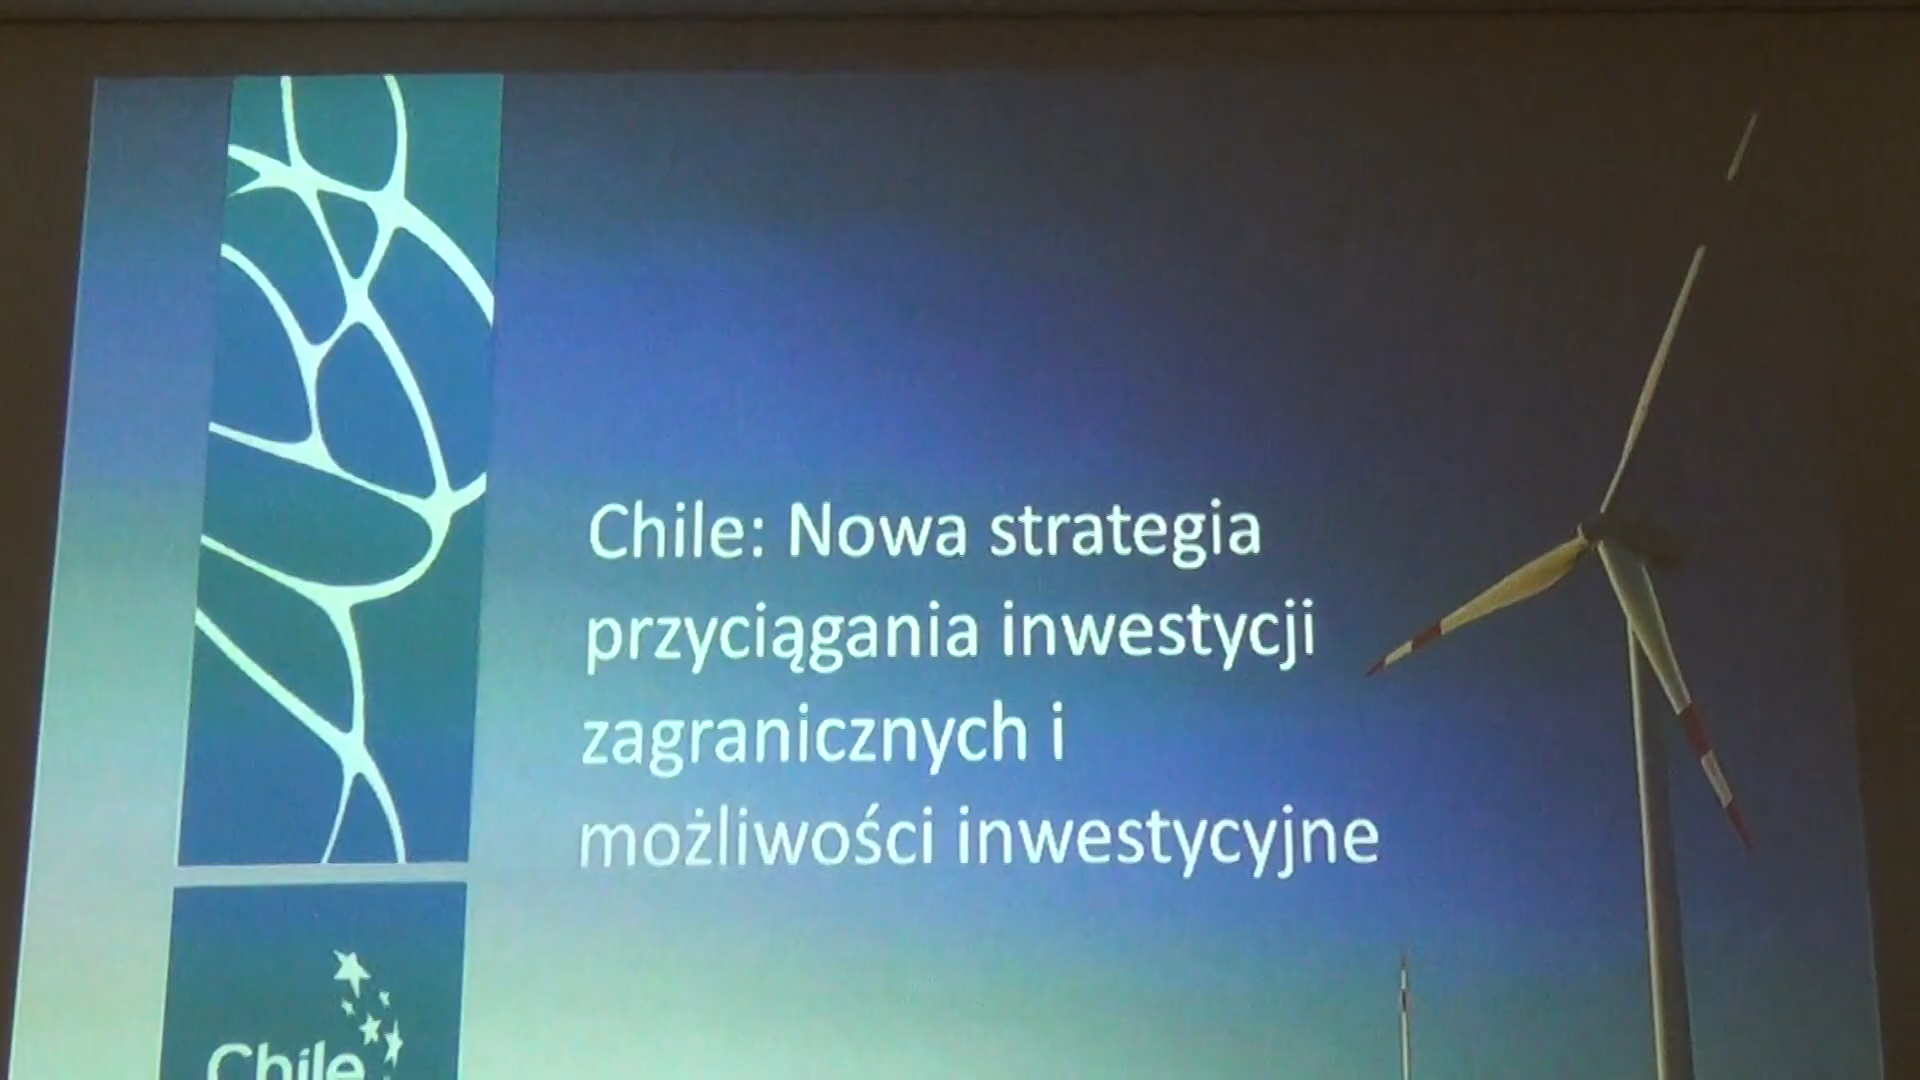 Chile: Nowa strategia
przyciągania inwestycji
zagranicznych i
możliwości inwestycyjne
Chile